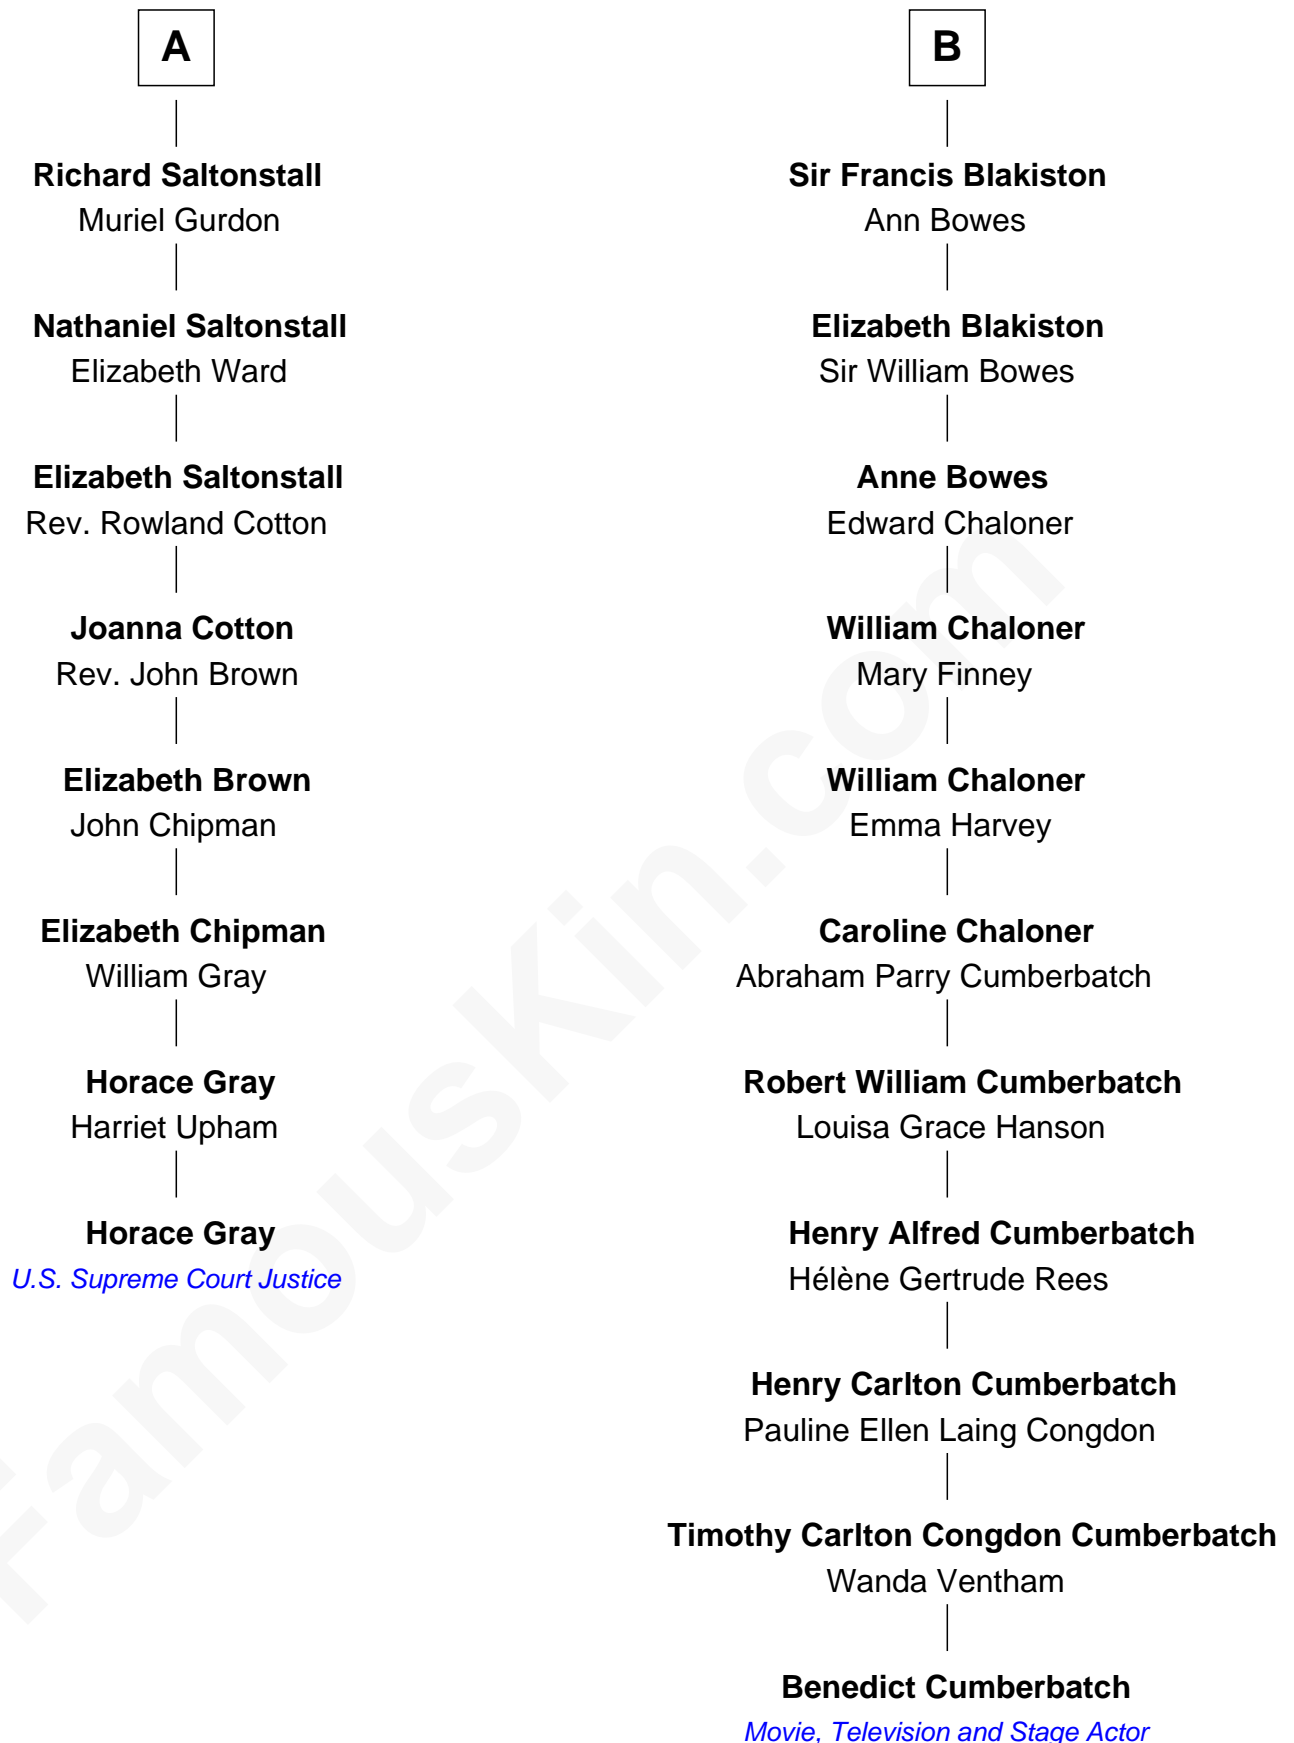 A
Richard Saltonstall
Muriel Gurdon
Nathaniel Saltonstall
Elizabeth Ward
Elizabeth Saltonstall
Rev. Rowland Cotton
Joanna Cotton
Rev. John Brown
Elizabeth Brown
John Chipman
Elizabeth Chipman
William Gray
Horace Gray
Harriet Upham
Horace Gray
U.S. Supreme Court Justice
B
Sir Francis Blakiston
Ann Bowes
Elizabeth Blakiston
Sir William Bowes
Anne Bowes
Edward Chaloner
William Chaloner
Mary Finney
William Chaloner
Emma Harvey
Caroline Chaloner
Abraham Parry Cumberbatch
Robert William Cumberbatch
Louisa Grace Hanson
Henry Alfred Cumberbatch
Hélène Gertrude Rees
Henry Carlton Cumberbatch
Pauline Ellen Laing Congdon
Timothy Carlton Congdon Cumberbatch
Wanda Ventham
Benedict Cumberbatch
Movie, Television and Stage Actor
FamousKin.com